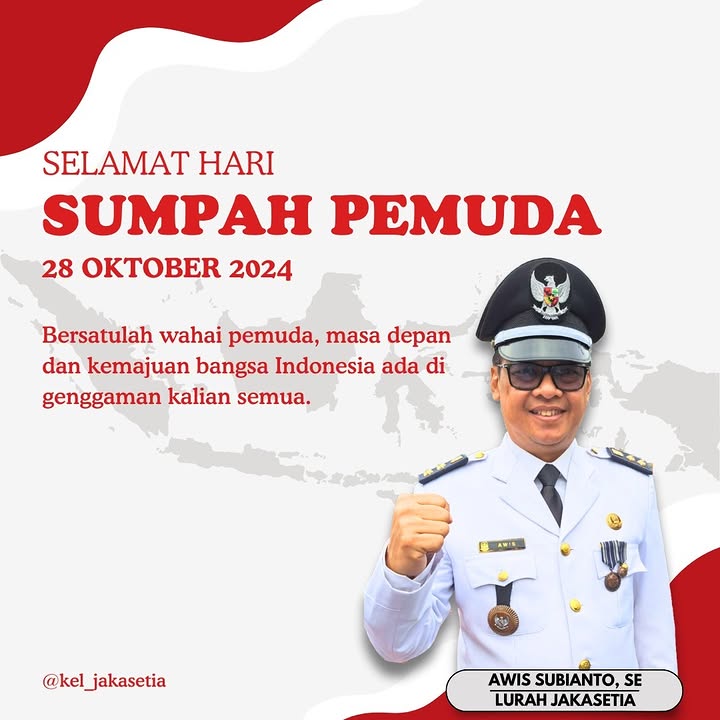 SELAMAT HARI
SUMPAH PEMUDA
28 OKTOBER 2024
Bersatulah wahai pemuda, masa depan
dan kemajuan bangsa Indonesia ada di
genggaman kalian semua.
AWIS
@kel_jakasetia
AWIS SUBIANTO, SE
LURAH JAKASETIA